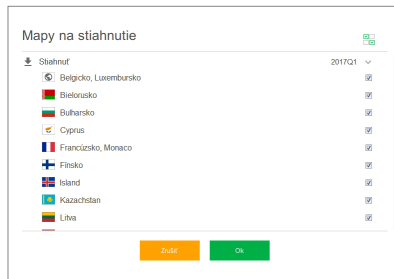 Mapy na stiahnutie
Stiahnuť 2017Q1
Belgicko, Luxembursko
Bielorusko
Bulharsko
Cyprus
Francúzsko, Monaco
Fínsko
Island
Kazachstan
Litva
Zrušiť Ok